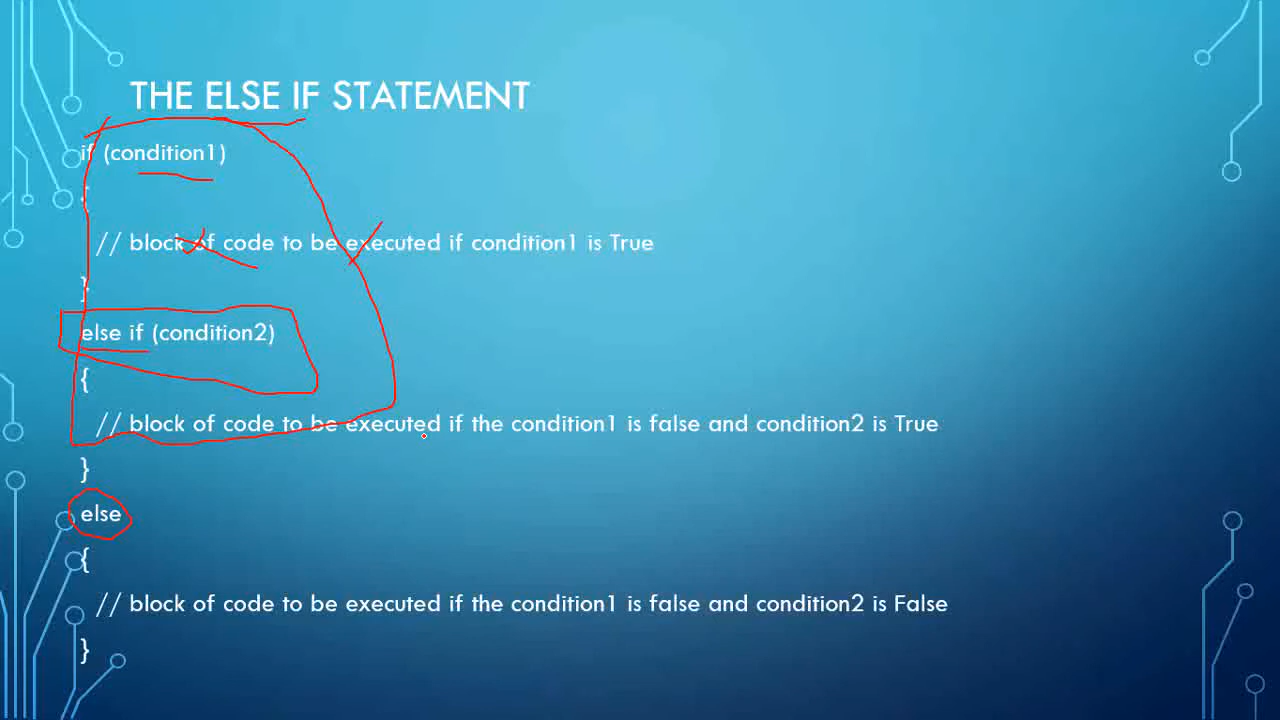 THE ELSE IF STATEMENT
if (condition1)
{
// block of code to be executed if condition1 is True
}
else if (condition2)
{
// block of code to be executed if the condition1 is false and condition2 is True
}
else
{
// block of code to be executed if the condition1 is false and condition2 is False
}